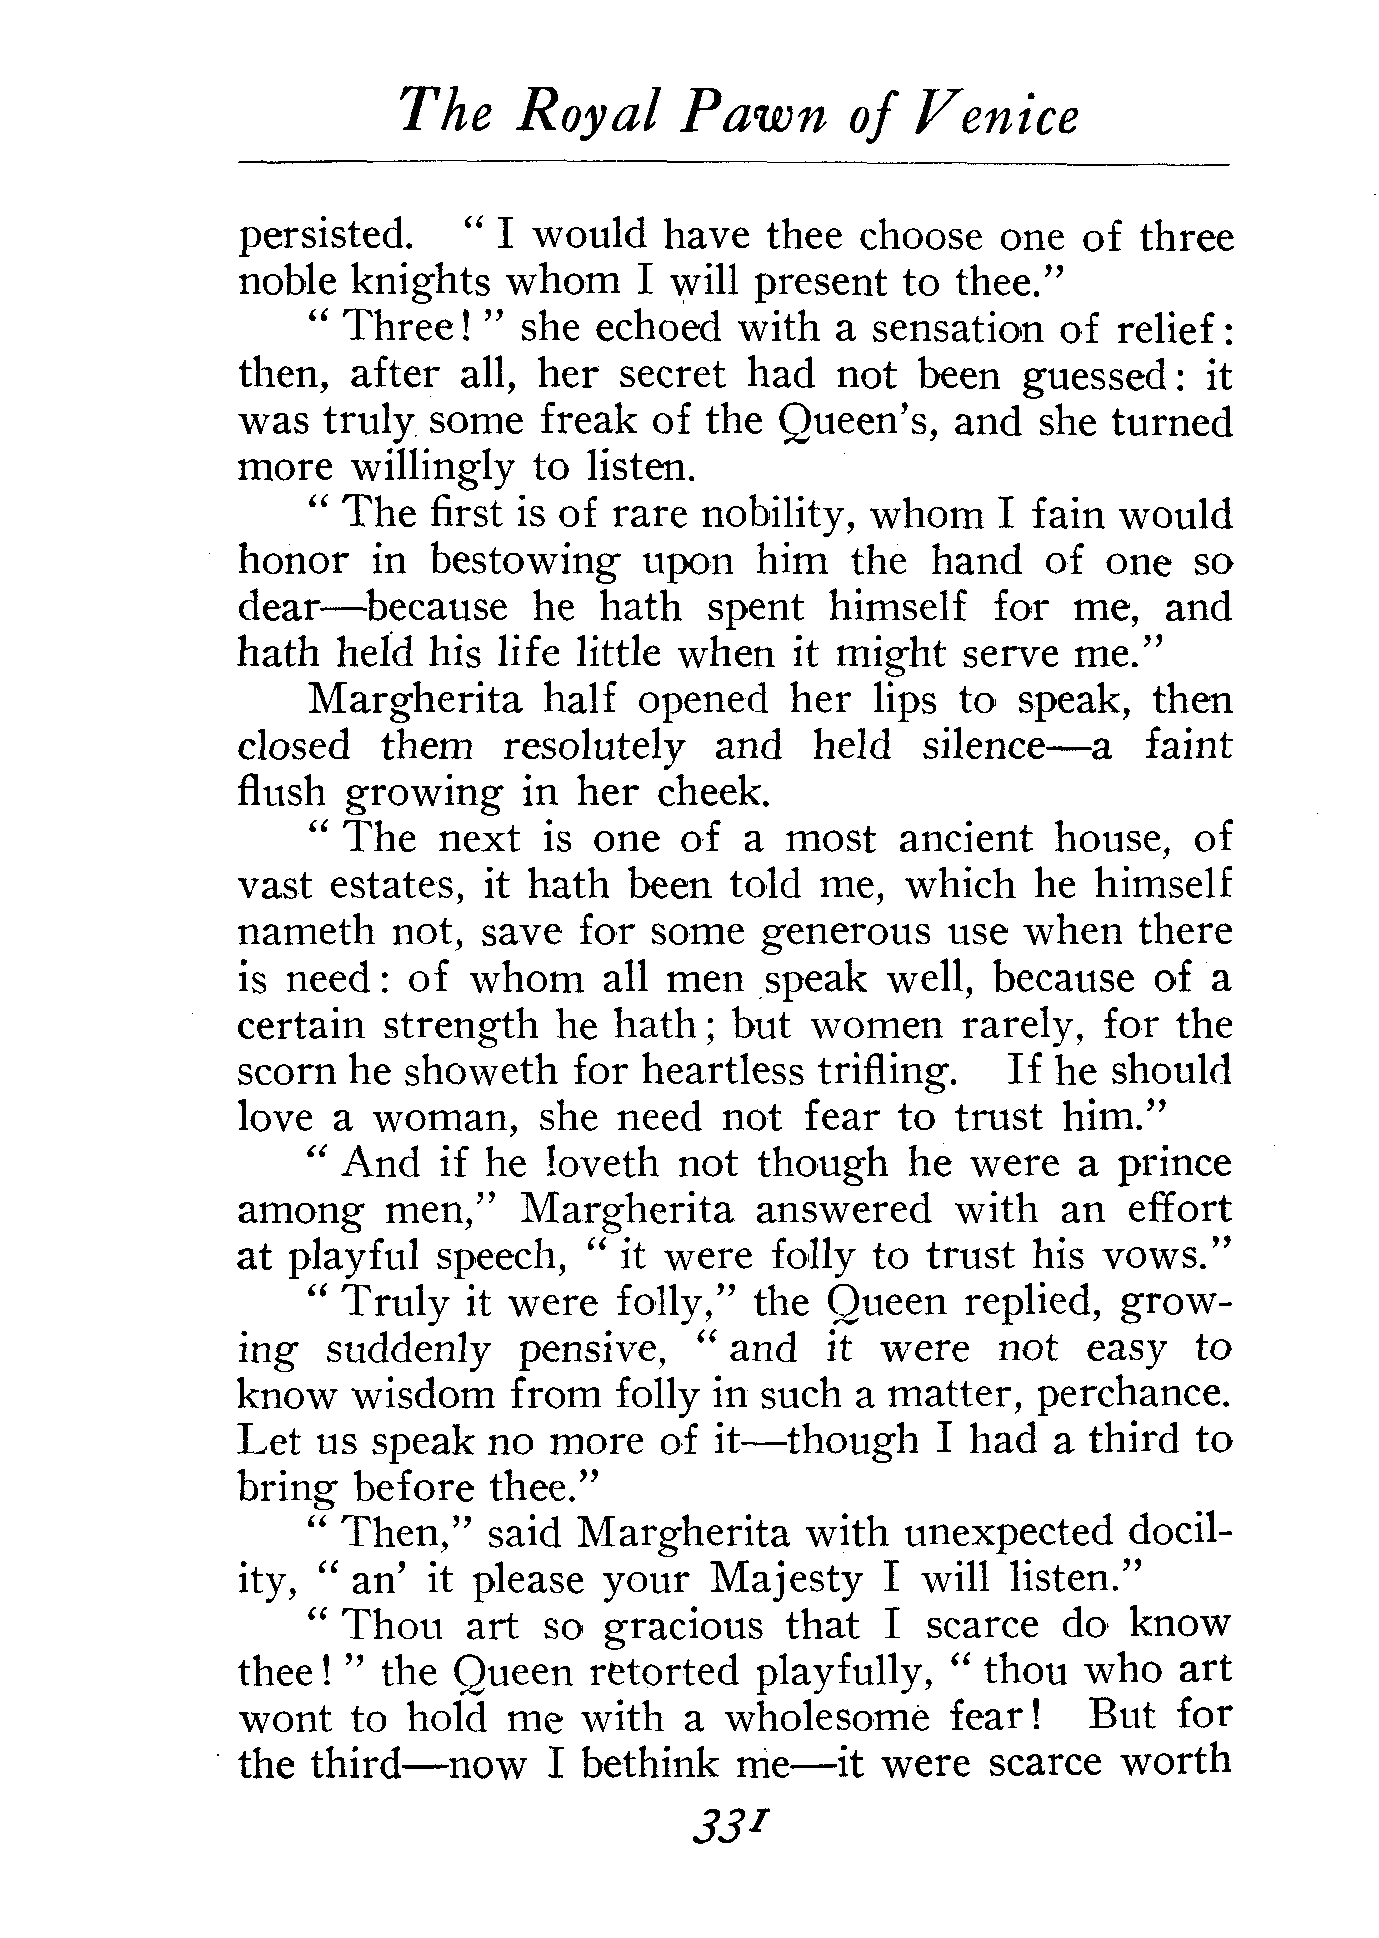 The Royal Pawn of Venice
persisted. “ I would have thee choose one of three
noble knights whom I will present to thee.”
“ Three! ” she echoed with a sensation of relief:
then, after all, her secret had not been guessed: it
was truly some freak of the Queen’s, and she turned
more willingly to listen.
“ The first is of rare nobility, whom I fain would
honor in bestowing upon him the hand of one so
dear—because he hath spent himself for me, and
hath held his life little when it might serve me.”
Margherita half opened her lips to speak, then
closed them resolutely and held silence—a faint
flush growing in her cheek.
“ The next is one of a most ancient house, of
vast estates, it hath been told me, which he himself
nameth not, save for some generous use when there
is need: of whom all men speak well, because of a
certain strength he hath; but women rarely, for the
scorn he showeth for heartless trifling. If he should
love a woman, she need not fear to trust him.”
“ And if he loveth not though he were a prince
among men,” Margherita answered with an effort
at playful speech, “ it were folly to trust his vows.”
“ Truly it were folly,” the Queen replied, grow-
ing suddenly pensive, “ and it were not easy to
know wisdom from folly in such a matter, perchance.
Let us speak no more of it—though I had a third to
bring before thee.”
“ Then,” said Margherita with unexpected docil-
ity, “ an’ it please your Majesty I will listen.”
“ Thou art so gracious that I scarce do know
thee! ” the Queen retorted playfully, “ thou who art
wont to hold me with a wholesome fear! But for
the third—now I bethink me—it were scarce worth
331